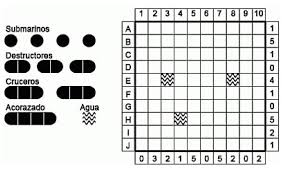 Submarinos
Destructores
Cruceros
Acorazado Agua
1 2 3 4 5 6 7 8 9 10
A 1
B 5
C 1
D 0
E 4
F 1
G 0
H 5
I 2
J 1
0 3 2 1 5 0 5 2 0 2